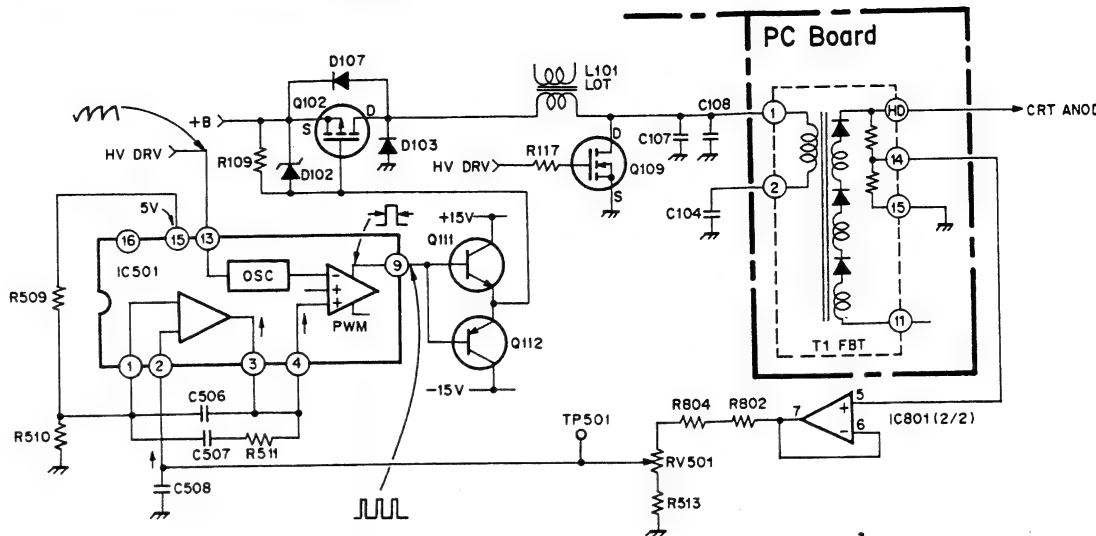 PC Board
D107
L101
LOT
Q102
D
+B
S
C108
1
HD
CRT ANOD
HV DRV
R109
D102
D103
HV DRV
R117
D
Q109
S
C107
14
2
C104
15
5V
16
15
13
IC501
OSC
9
+15V
Q111
R509
PWM
Q112
11
T1 FBT
1
2
3
4
-15V
C506
R510
C507
R511
TP501
R804
R802
7
5
+
-
6
IC801(2/2)
RV501
C508
R513